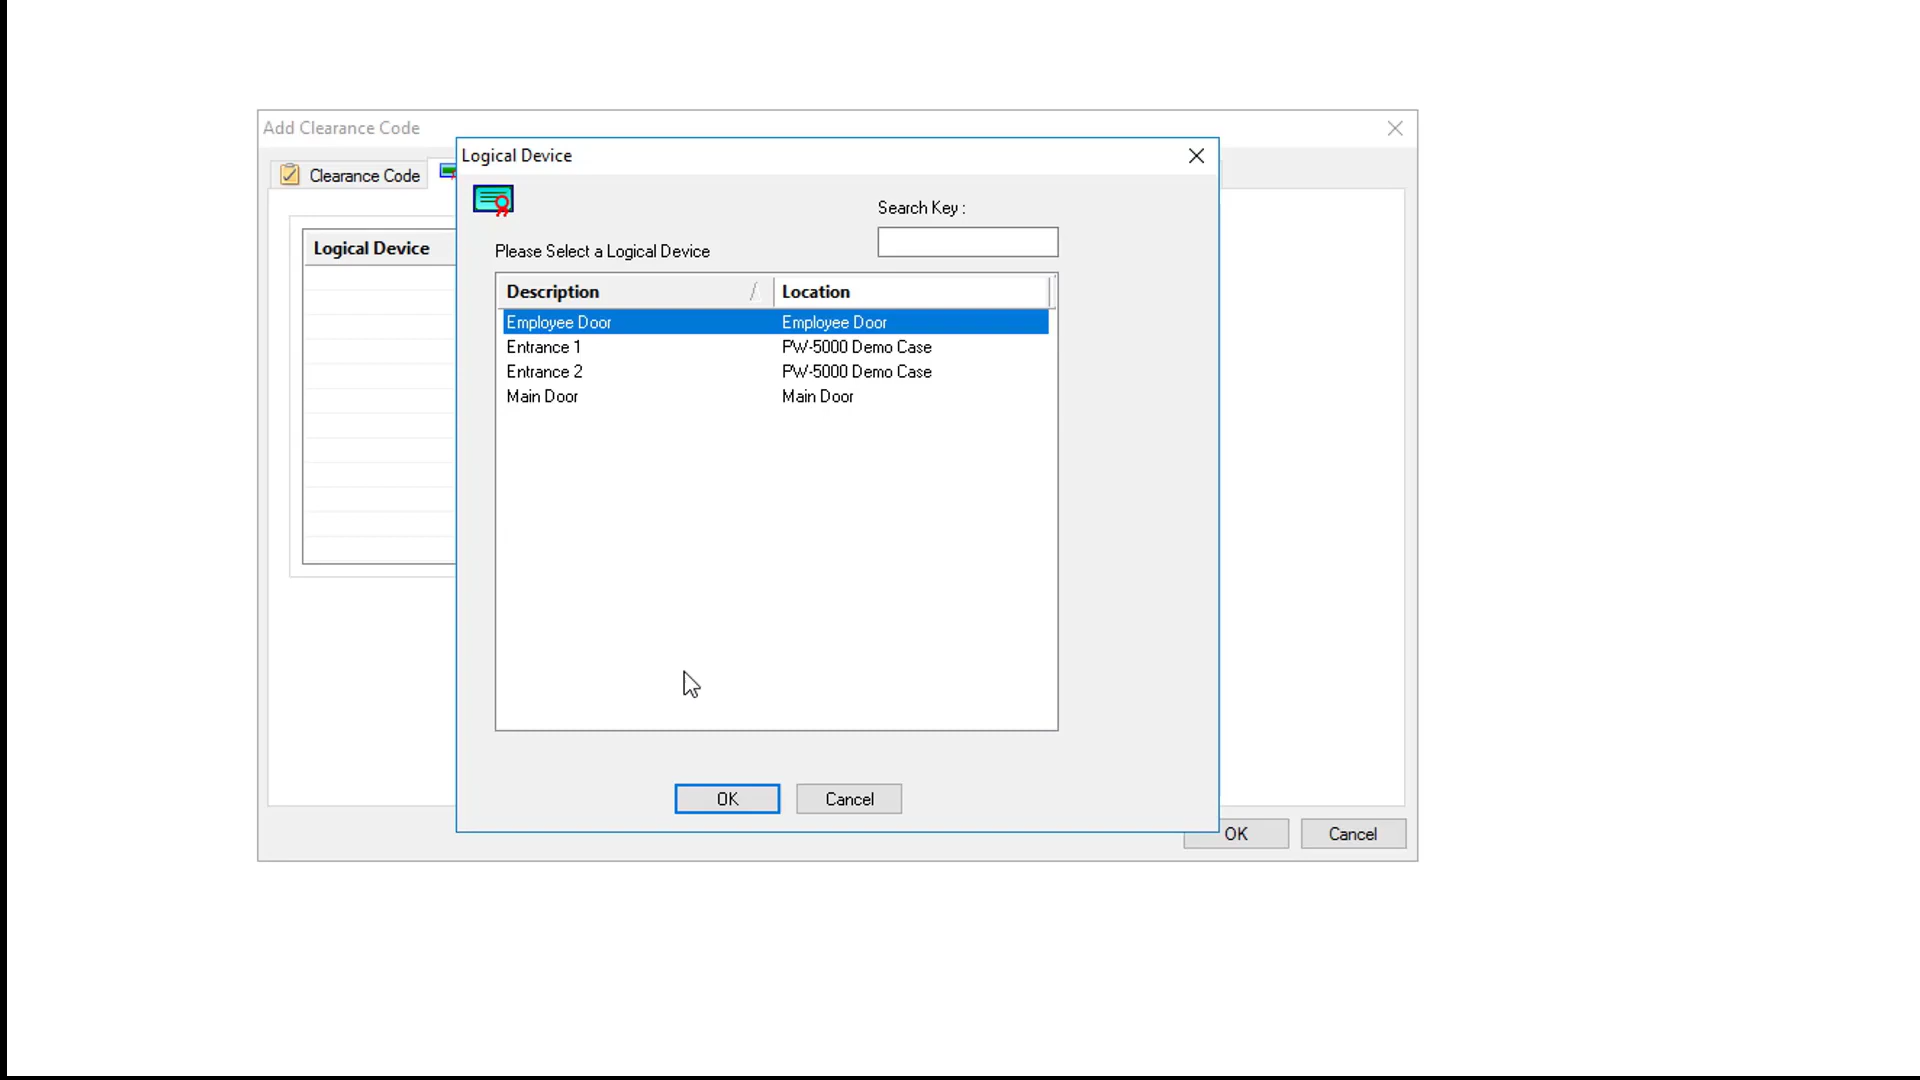 Add Clearance Code
Logical Device
Clearance Code
Search Key :
Logical Device
Please Select a Logical Device
Description Location
Employee Door Employee Door
Entrance 1 PW-5000 Demo Case
Entrance 2 PW-5000 Demo Case
Main Door Main Door
OK Cancel
OK Cancel